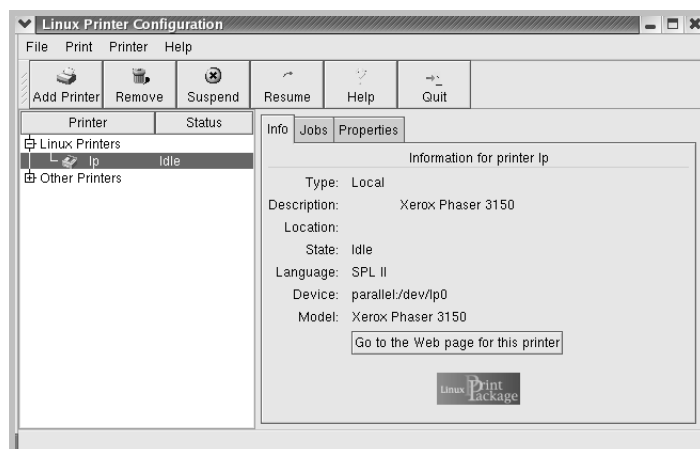 Linux Printer Configuration
File Print Printer Help
Add Printer Remove Suspend Resume Help Quit
Printer Status
Linux Printers
lp Idle
Other Printers
Info Jobs Properties
Information for printer lp
Type: Local
Description: Xerox Phaser 3150
Location:
State: Idle
Language: SPL II
Device: parallel:/dev/lp0
Model: Xerox Phaser 3150
Go to the Web page for this printer
Linux Print Package